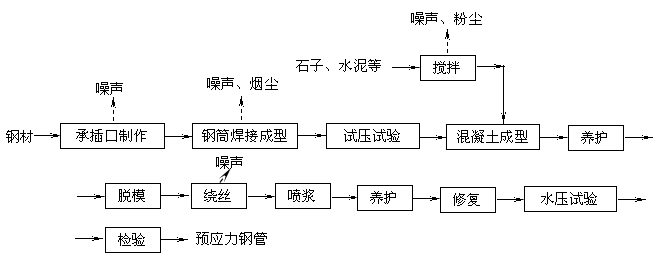 噪声、粉尘
石子、水泥等 搅拌
噪声 噪声、烟尘
钢材 承插口制作 钢筒焊接成型 试压试验 混凝土成型 养护
噪声
脱模 绕丝 喷浆 养护 修复 水压试验
检验 预应力钢管